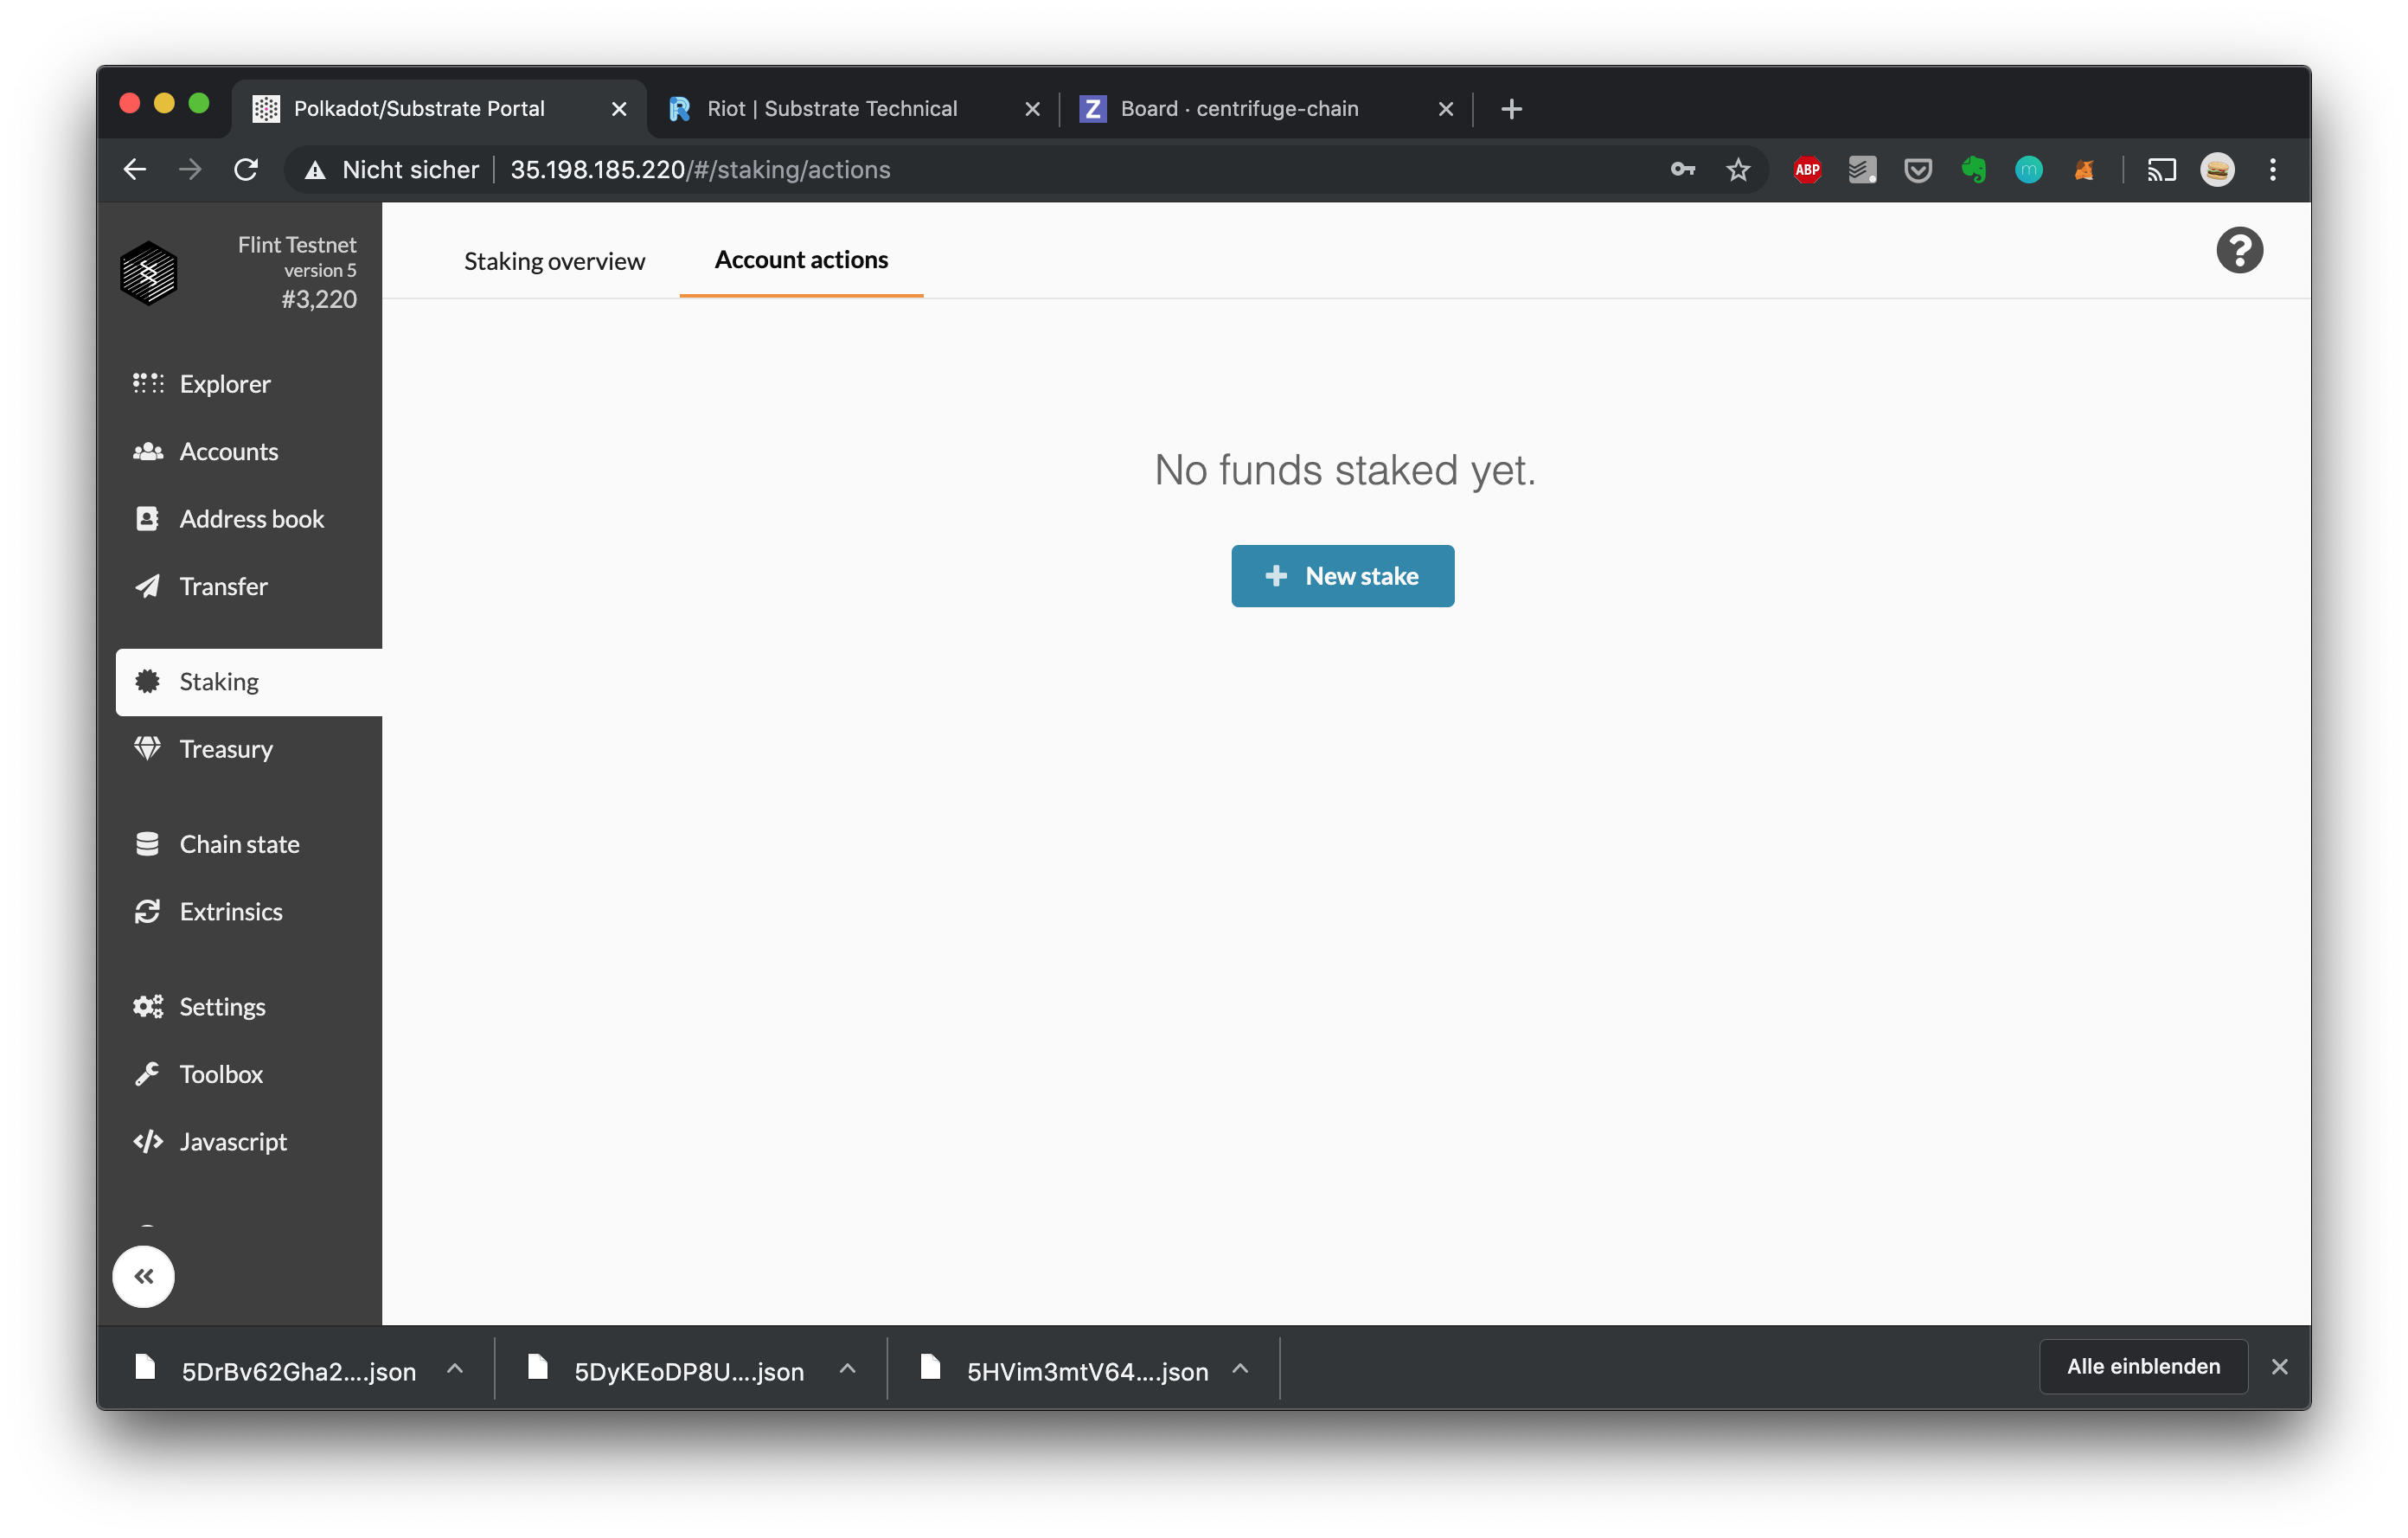 Polkadot/Substrate Portal
Riot | Substrate Technical
Board · centrifuge-chain
Nicht sicher
35.198.185.220/#/staking/actions
ABP
m
Flint Testnet
version 5
#3,220
Explorer
Accounts
Address book
Transfer
Staking
Treasury
Chain state
Extrinsics
Settings
Toolbox
Javascript
Staking overview
Account actions
No funds staked yet.
New stake
5DrBv62Gha2....json
5DyKEoDP8U....json
5HVim3mtV64....json
Alle einblenden